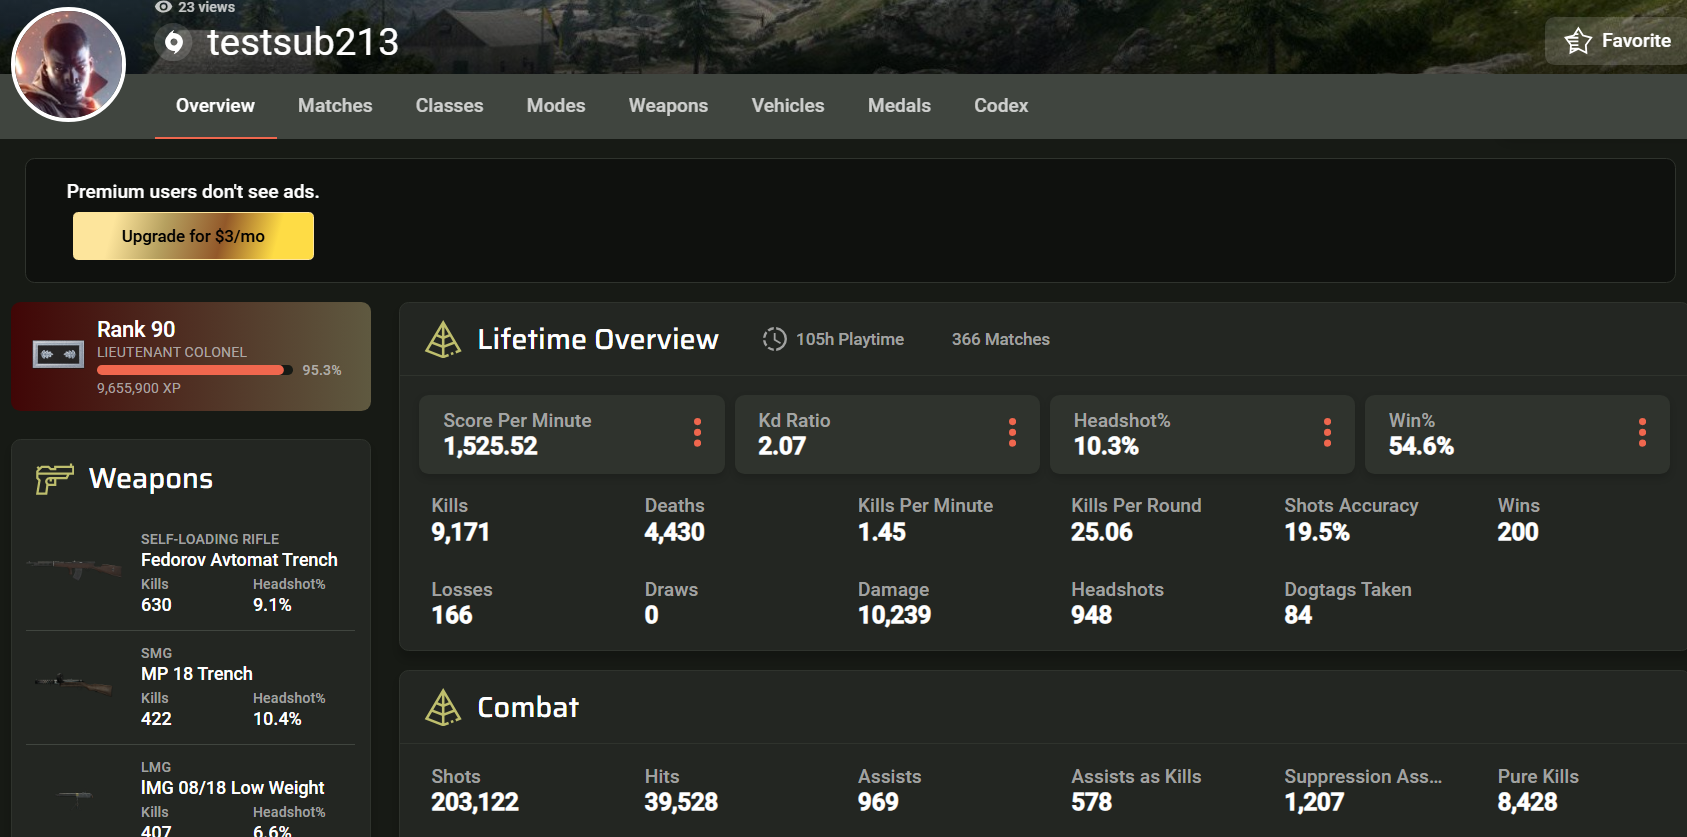 23 views
testsub213
Favorite
Overview Matches Classes Modes Weapons Vehicles Medals Codex
Premium users don't see ads.
Upgrade for $3/mo
Rank 90
LIEUTENANT COLONEL
95.3%
9,655,900 XP
Weapons
SELF-LOADING RIFLE
Fedorov Avtomat Trench
Kills Headshot%
630 9.1%
SMG
MP 18 Trench
Kills Headshot%
422 10.4%
LMG
lMG 08/18 Low Weight
Kills Headshot%
407 6.6%
Lifetime Overview 105h Playtime 366 Matches
Score Per Minute Kd Ratio Headshot% Win%
1,525.52 2.07 10.3% 54.6%
Kills Deaths Kills Per Minute Kills Per Round Shots Accuracy Wins
9,171 4,430 1.45 25.06 19.5% 200
Losses Draws Damage Headshots Dogtags Taken
166 0 10,239 948 84
Combat
Shots Hits Assists Assists as Kills Suppression Ass... Pure Kills
203,122 39,528 969 578 1,207 8,428